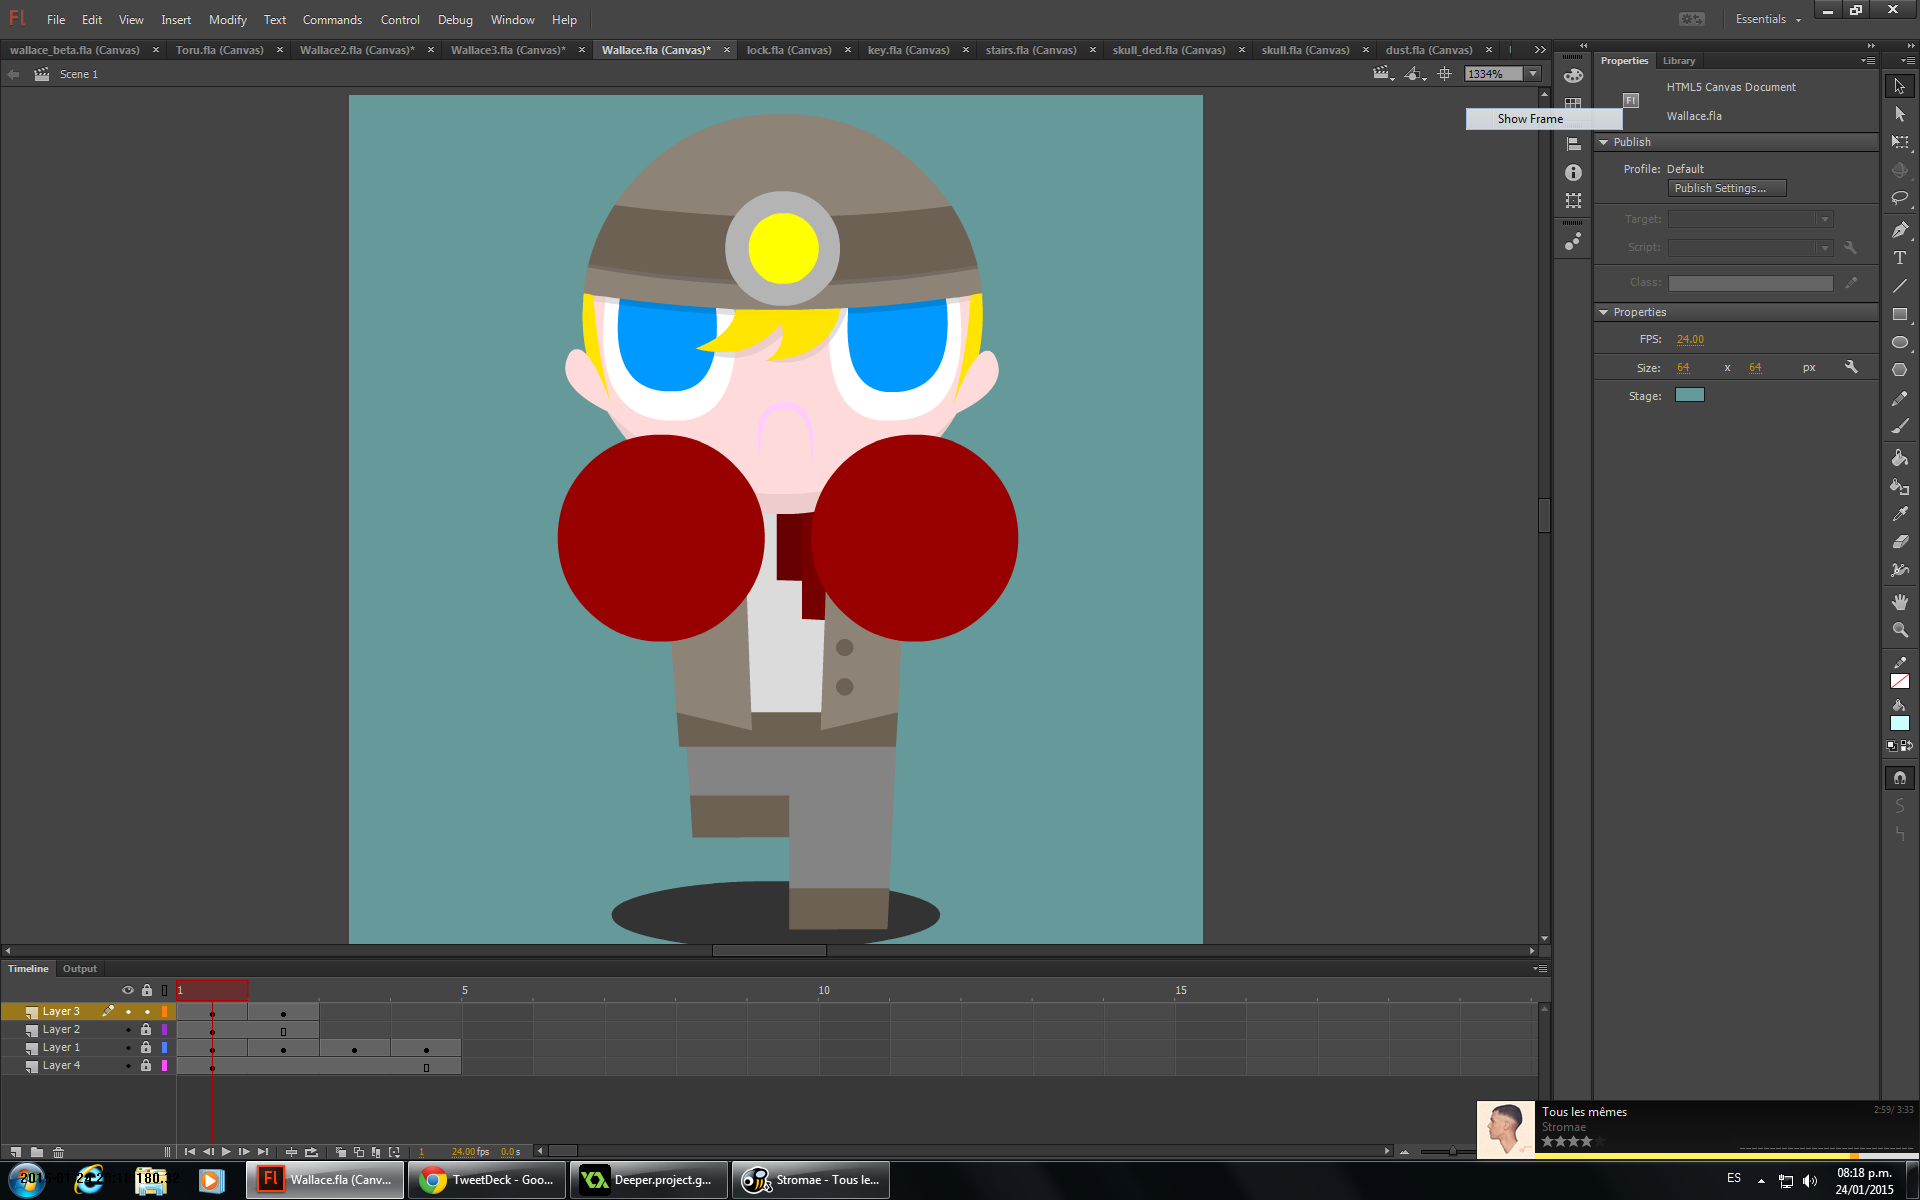 Fl File Edit View Insert Modify Text Commands Control Debug Window Help Essentials
wallace_beta.fla (Canvas) × Toru.fla (Canvas) × Wallace2.fla (Canvas)* × Wallace3.fla (Canvas)* × Wallace.fla (Canvas)* × lock.fla (Canvas) × key.fla (Canvas) × stairs.fla (Canvas) × skull_ded.fla (Canvas) × skull.fla (Canvas) × dust.fla (Canvas) ×
Scene 1
1334%
Show Frame
Properties Library
HTML5 Canvas Document
Fl
Wallace.fla
Publish
Profile: Default
Publish Settings...
Target:
Script:
Class:
Properties
FPS: 24.00
Size: 64 x 64 px
Stage:
Timeline Output
1 5 10 15
Layer 3
Layer 2
Layer 1
Layer 4
1 24.00 fps 0.0 s
Tous les mêmes
2:59/ 3:33
Stromae
Wallace.fla (Canv...
TweetDeck - Goo...
Deeper.project.g...
Stromae - Tous le...
ES
08:18 p.m.
24/01/2015